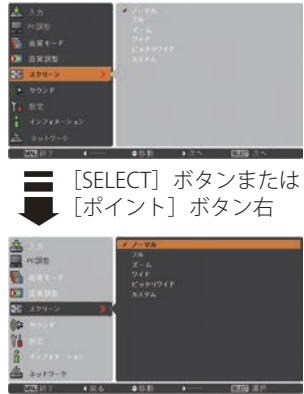 入力
PC調整
画質モード
画質調整
スクリーン
サウンド
設定
インフォメーション
ネットワーク
✓ ノーマル
フル
ズーム
ワイド
ピッタリワイド
カスタム
MENU 終了 ◀ ---- ◆移動 ▶ 次へ SELECT 次へ
［SELECT］ボタンまたは
［ポイント］ボタン右
入力
PC調整
画質モード
画質調整
スクリーン
サウンド
設定
インフォメーション
ネットワーク
✓ ノーマル
フル
ズーム
ワイド
ピッタリワイド
カスタム
MENU 終了 ◀ 戻る ◆移動 ▶ ---- SELECT 選択